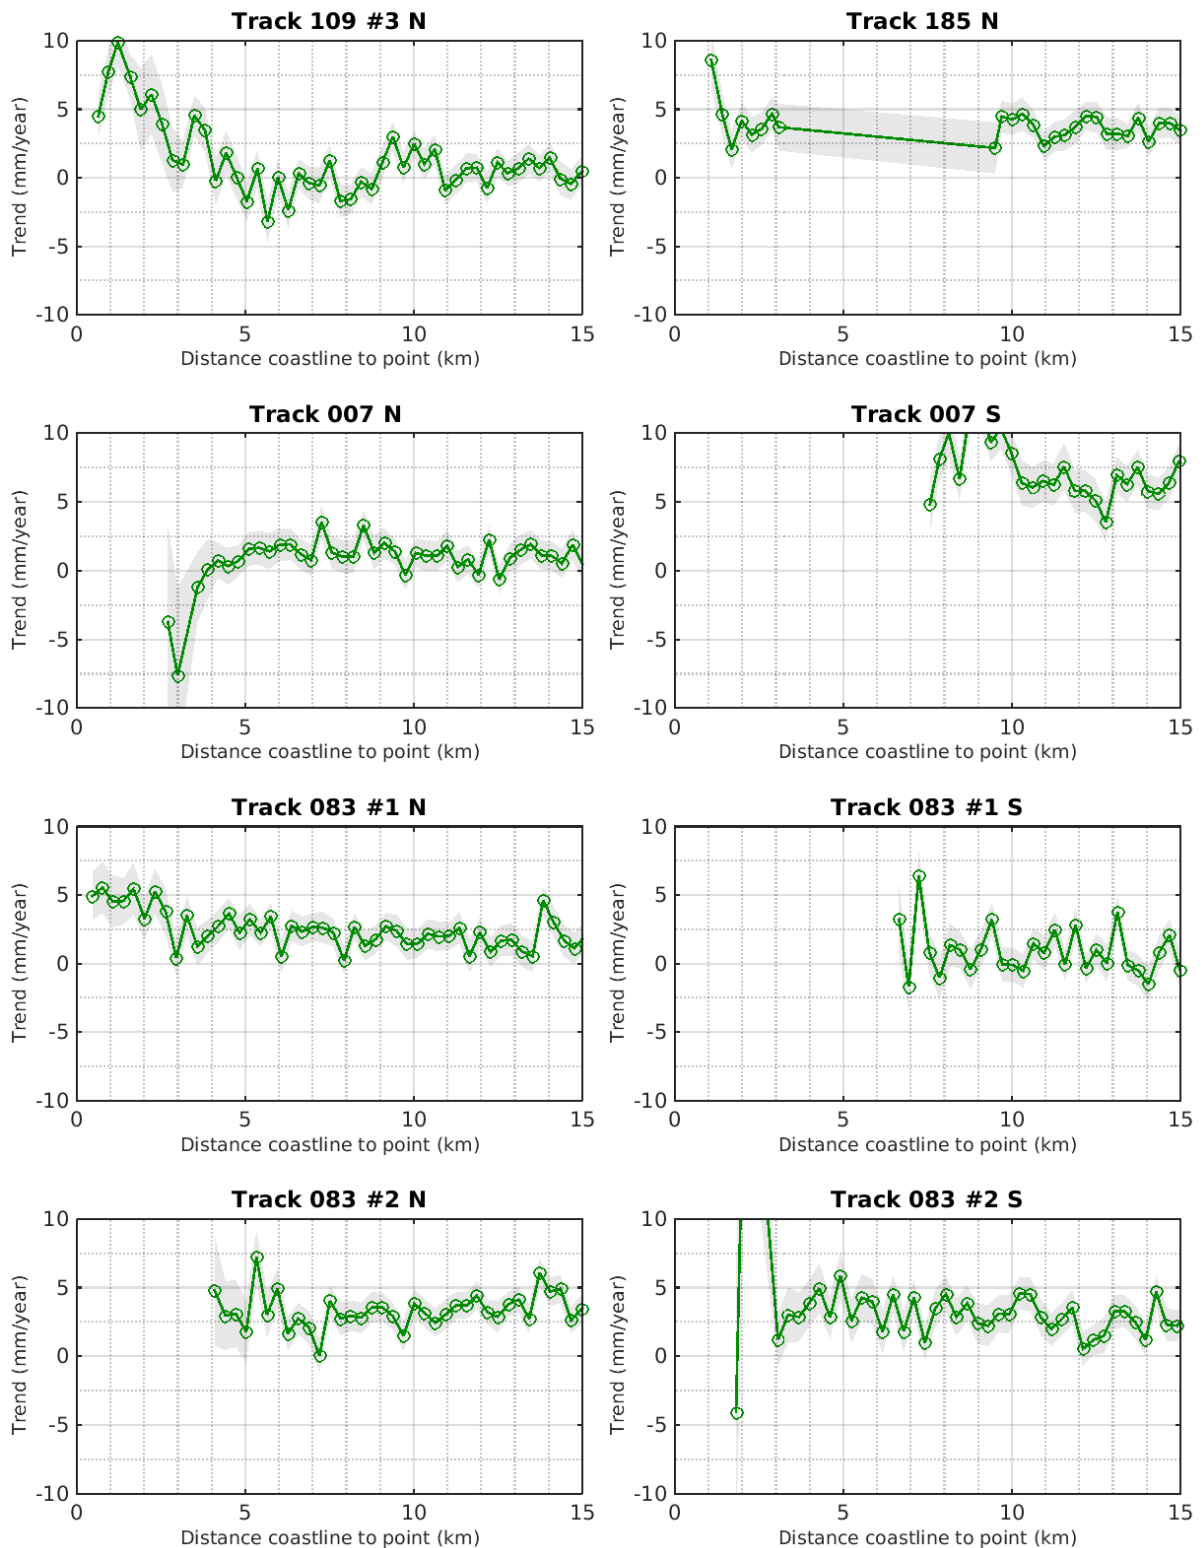 Track 109 #3 N
Track 185 N
10
5
0
-5
-10
Trend (mm/year)
0 5 10 15
Distance coastline to point (km)
10
5
0
-5
-10
Trend (mm/year)
0 5 10 15
Distance coastline to point (km)
Track 007 N
Track 007 S
10
5
0
-5
-10
Trend (mm/year)
0 5 10 15
Distance coastline to point (km)
10
5
0
-5
-10
Trend (mm/year)
0 5 10 15
Distance coastline to point (km)
Track 083 #1 N
Track 083 #1 S
10
5
0
-5
-10
Trend (mm/year)
0 5 10 15
Distance coastline to point (km)
10
5
0
-5
-10
Trend (mm/year)
0 5 10 15
Distance coastline to point (km)
Track 083 #2 N
Track 083 #2 S
10
5
0
-5
-10
Trend (mm/year)
0 5 10 15
Distance coastline to point (km)
10
5
0
-5
-10
Trend (mm/year)
0 5 10 15
Distance coastline to point (km)